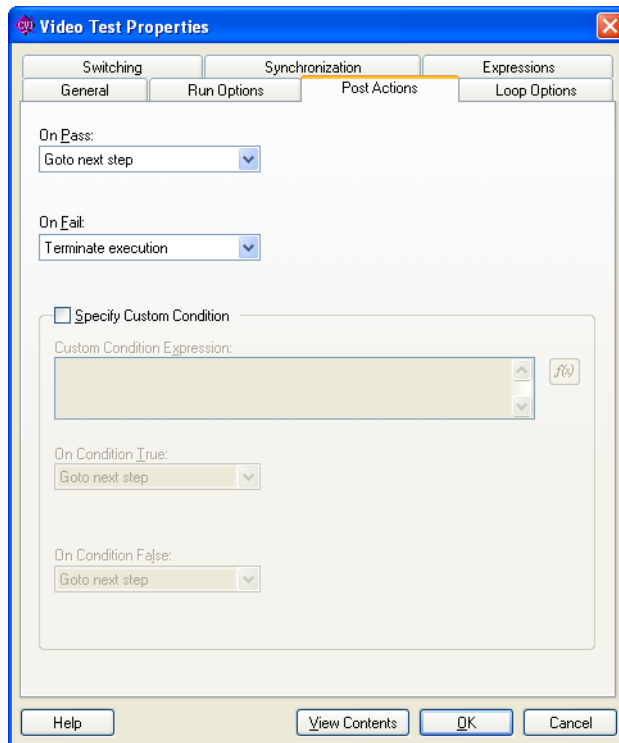 CVI Video Test Properties
Switching Synchronization Expressions
General Run Options Post Actions Loop Options
On Pass:
Goto next step
On Fail:
Terminate execution
Specify Custom Condition
Custom Condition Expression:
f(x)
On Condition True:
Goto next step
On Condition False:
Goto next step
Help View Contents OK Cancel